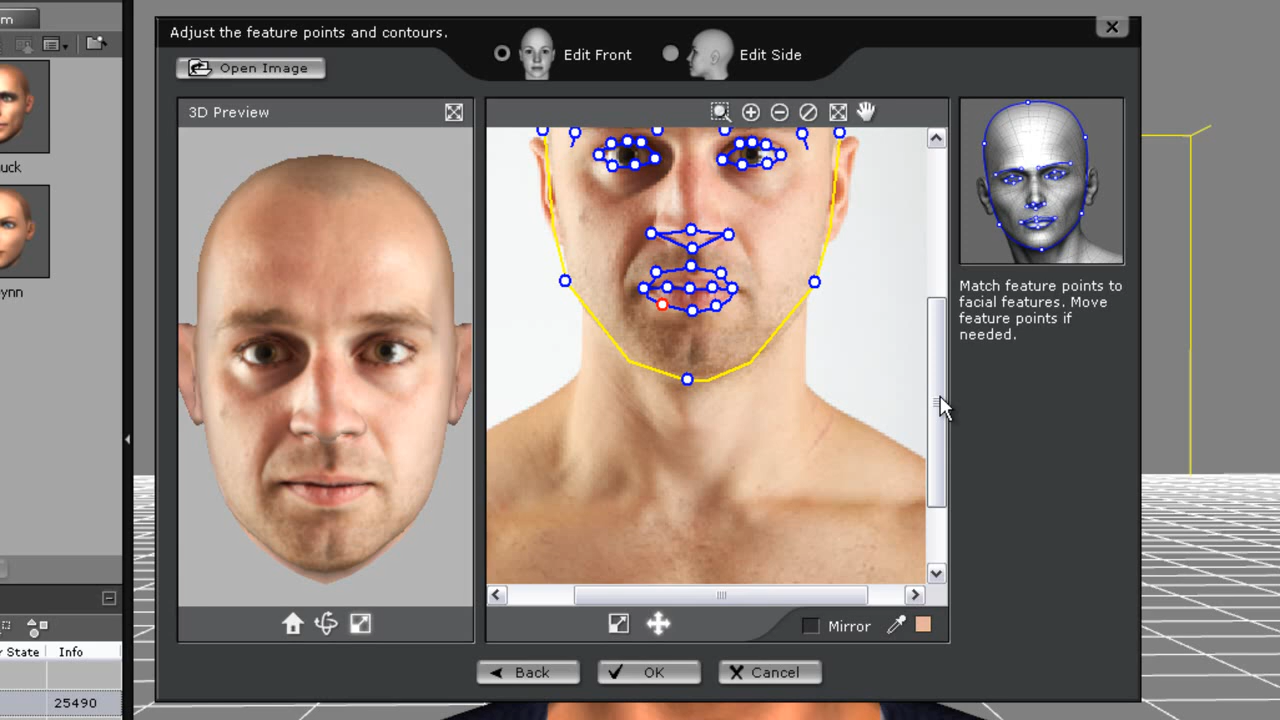 m
Adjust the feature points and contours.
Edit Front
Edit Side
Open Image
3D Preview
uck
ynn
Match feature points to
facial features. Move
feature points if
needed.
Mirror
State
Info
Back
OK
Cancel
25490